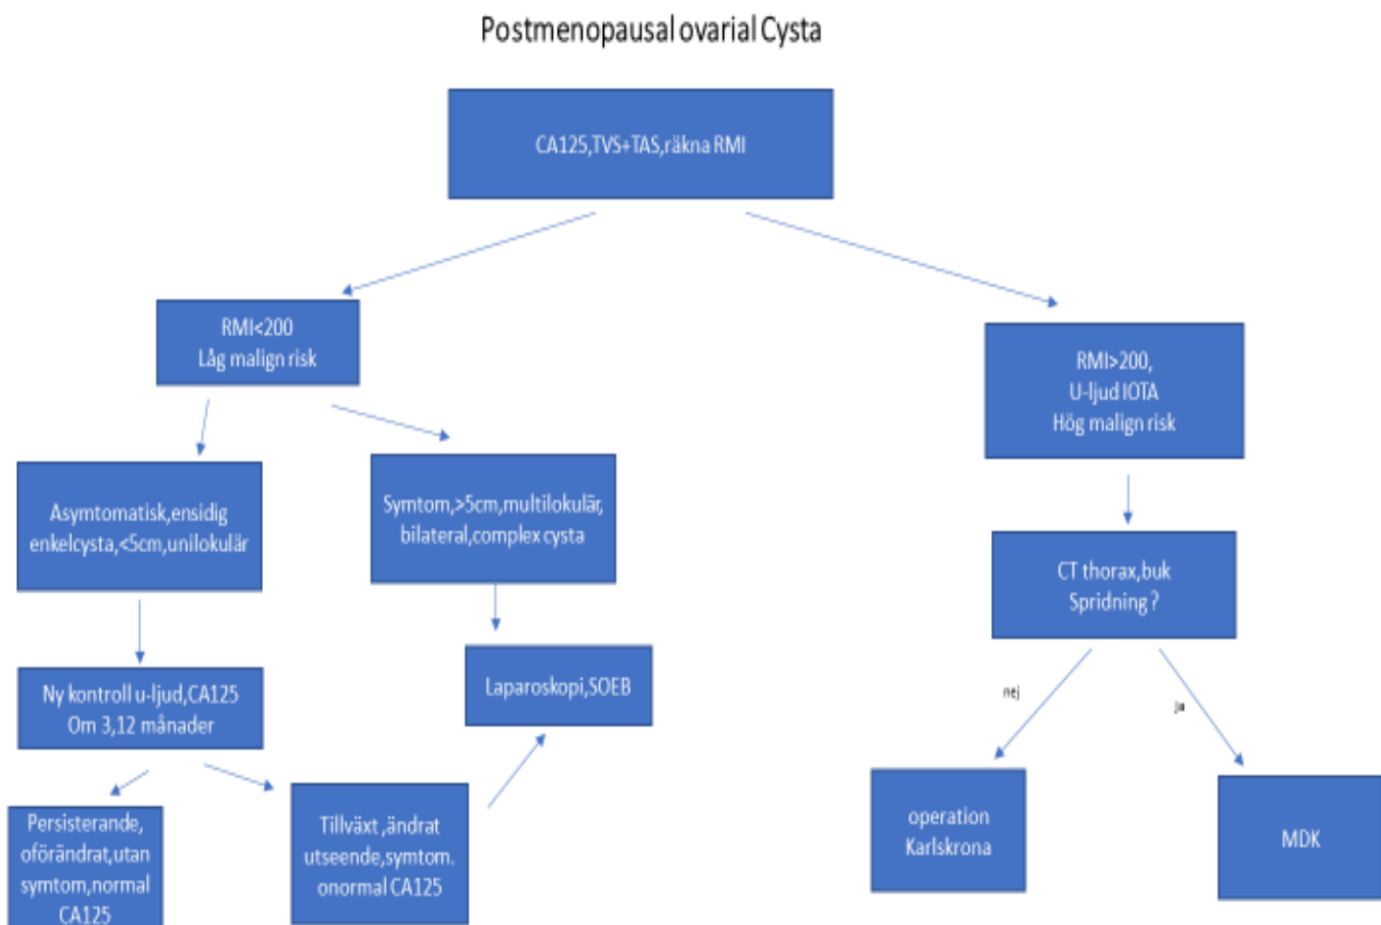 Postmenopausal ovarial Cysta
CA125,TVS+TAS,räkna RMI
RMI<200
Låg malign risk
RMI>200,
U-ljud IOTA
Hög malign risk
Asymtomatisk,ensidig
enkelcysta,<5cm,unilokulär
Symtom,>5cm,multilokulär,
bilateral,complex cysta
CT thorax,buk
Spridning ?
Ny kontroll u-ljud,CA125
Om 3,12 månader
Laparoskopi,SOEB
nej
ja
Persisterande,
oförändrat,utan
symtom,normal
CA125
Tillväxt ,ändrat
utseende,symtom.
onormal CA125
operation
Karlskrona
MDK